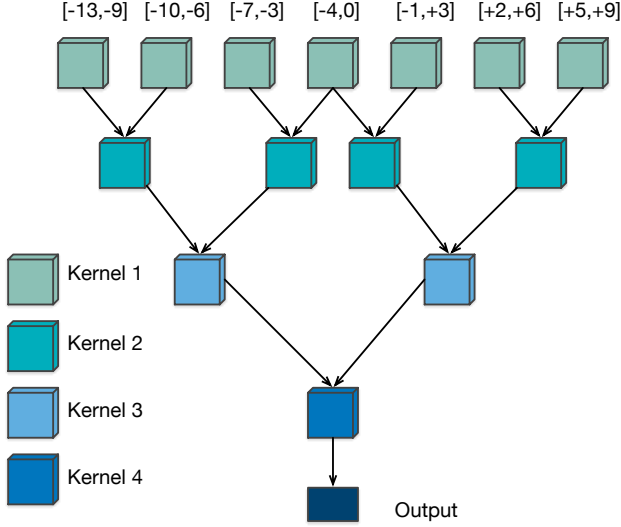 [-13,-9] [-10,-6] [-7,-3] [-4,0] [-1,+3] [+2,+6] [+5,+9]
Kernel 1
Kernel 2
Kernel 3
Kernel 4
Output